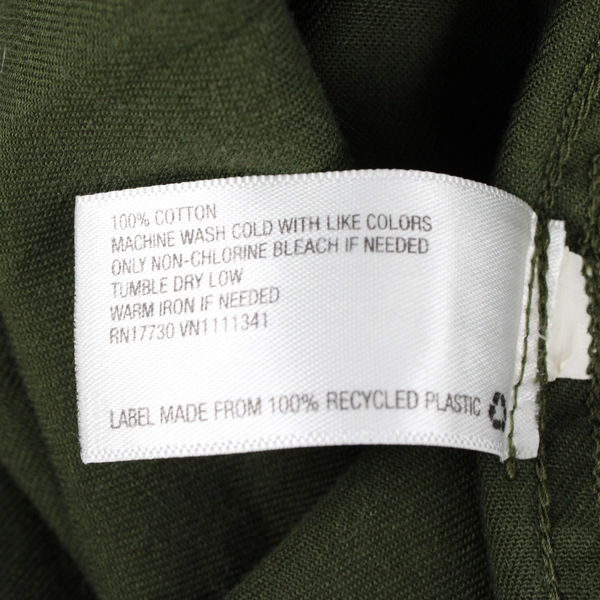 100% COTTON
MACHINE WASH COLD WITH LIKE COLORS
ONLY NON-CHLORINE BLEACH IF NEEDED
TUMBLE DRY LOW
WARM IRON IF NEEDED
RN17730 VN1111341
LABEL MADE FROM 100% RECYCLED PLASTIC